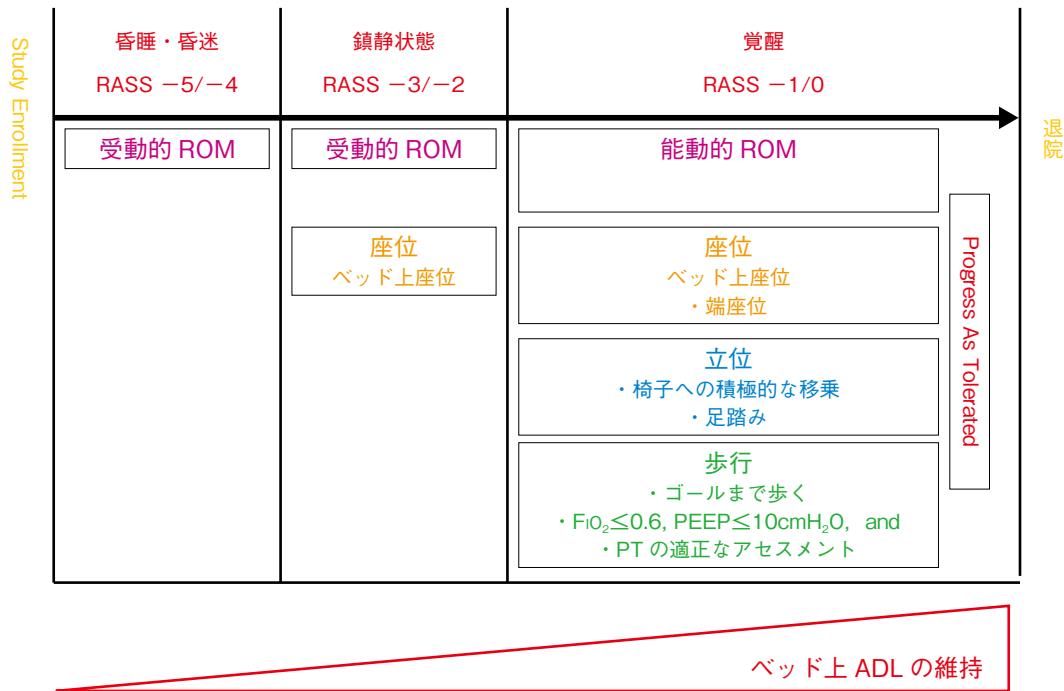 Study Enrollment
昏睡・昏迷
RASS −5/−4
鎮静状態
RASS −3/−2
覚醒
RASS −1/0
退院
受動的 ROM
受動的 ROM
能動的 ROM
座位
ベッド上座位
座位
ベッド上座位
・端座位
立位
・椅子への積極的な移乗
・足踏み
歩行
・ゴールまで歩く
・FIO₂≤0.6, PEEP≤10cmH₂O, and
・PT の適正なアセスメント
Progress As Tolerated
ベッド上 ADL の維持